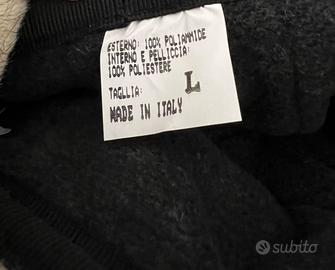 ESTERNO: 100% POLIAMMIDE
INTERNO E PELLICCIA:
100% POLIESTERE
TAGLIA: L
MADE IN ITALY
subito